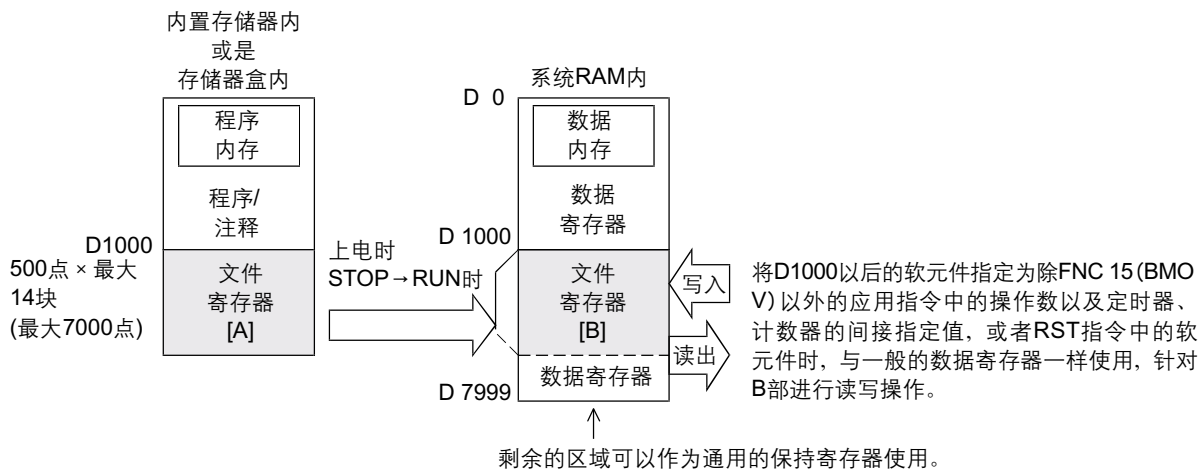 内置存储器内
或是
存储器盒内
系统RAM内
D 0
程序
内存
数据
内存
程序/
注释
数据
寄存器
D1000
500点 × 最大
14块
(最大7000点)
文件
寄存器
[A]
上电时
STOP→RUN时
D 1000
文件
寄存器
[B]
写入
读出
将D1000以后的软元件指定为除FNC 15(BMO
V)以外的应用指令中的操作数以及定时器、
计数器的间接指定值，或者RST指令中的软
元件时，与一般的数据寄存器一样使用，针对
B部进行读写操作。
数据寄存器
D 7999
剩余的区域可以作为通用的保持寄存器使用。